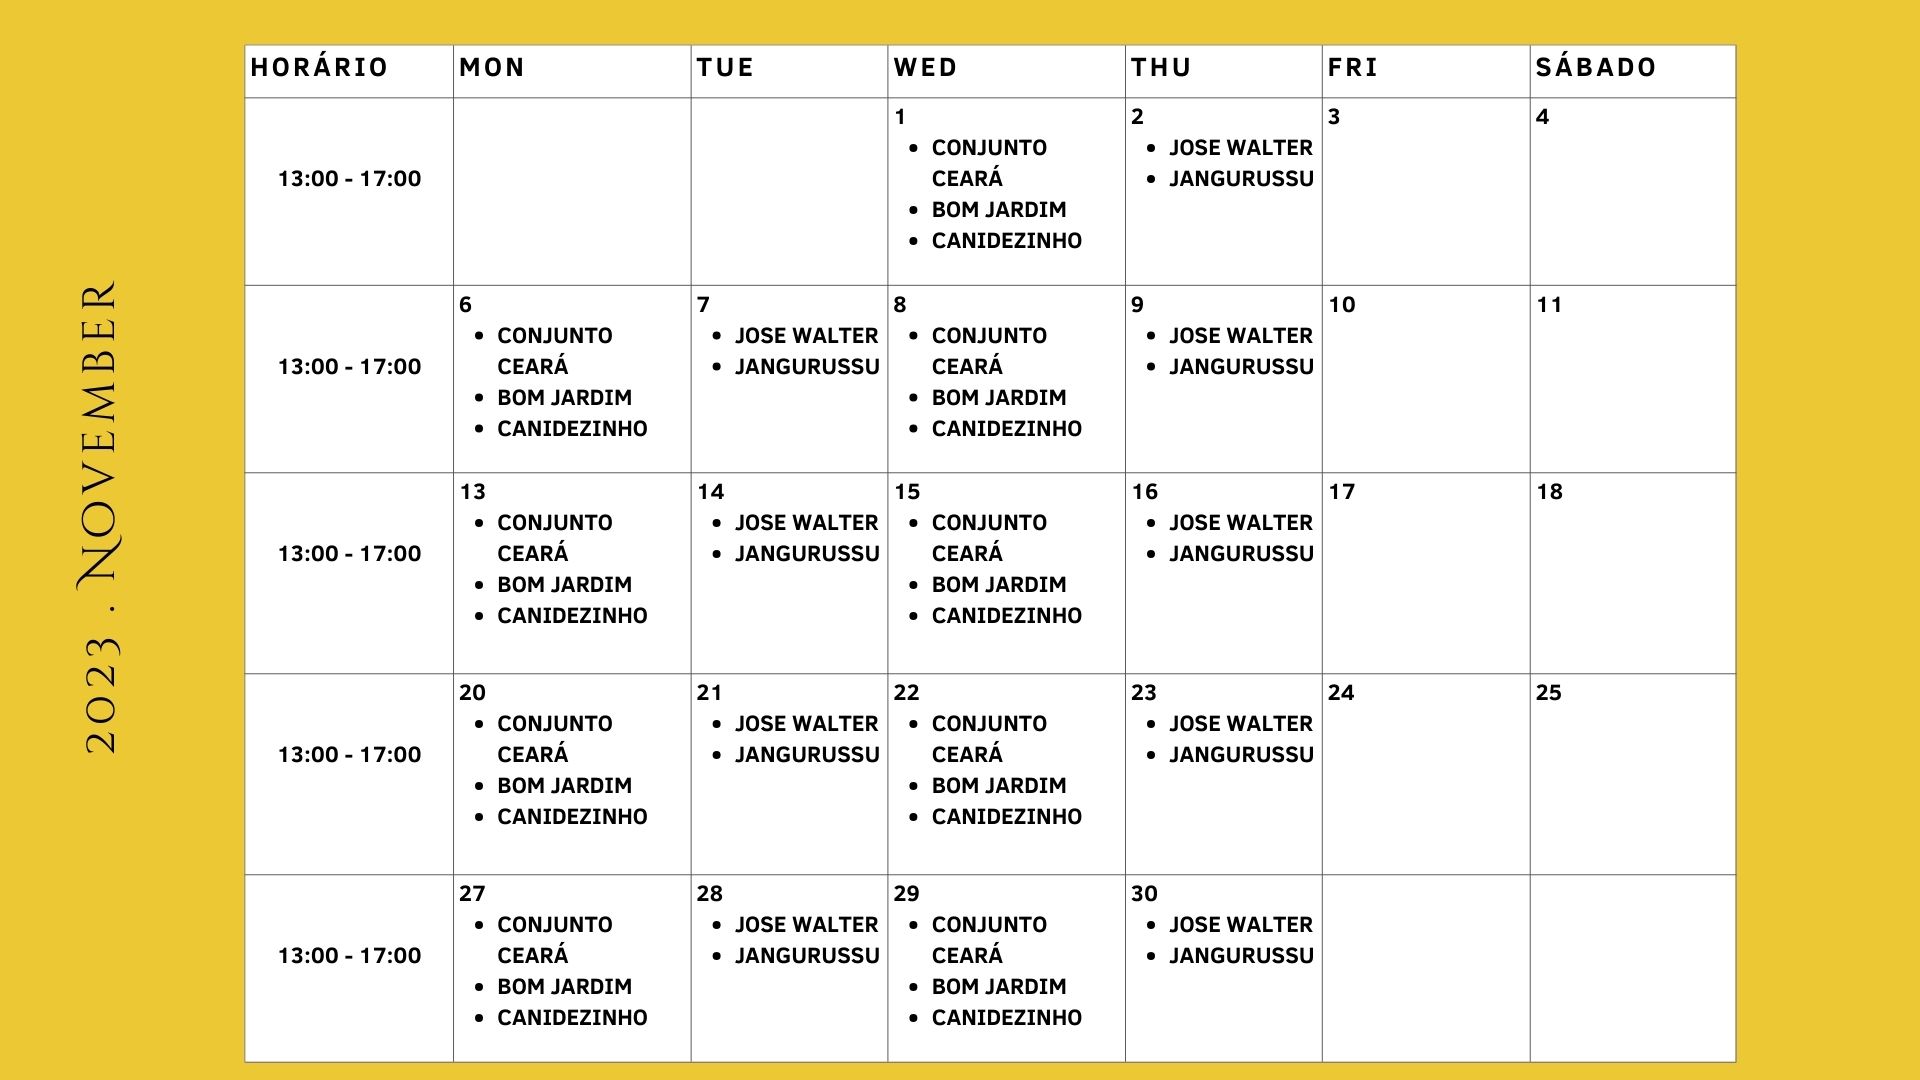 2023 . NOVEMBER
HORÁRIO MON TUE WED THU FRI SÁBADO
13:00 - 17:00
1
• CONJUNTO
CEARÁ
• BOM JARDIM
• CANIDEZINHO
2
• JOSE WALTER
• JANGURUSSU
3
4
13:00 - 17:00
6
• CONJUNTO
CEARÁ
• BOM JARDIM
• CANIDEZINHO
7
• JOSE WALTER
• JANGURUSSU
8
• CONJUNTO
CEARÁ
• BOM JARDIM
• CANIDEZINHO
9
• JOSE WALTER
• JANGURUSSU
10
11
13:00 - 17:00
13
• CONJUNTO
CEARÁ
• BOM JARDIM
• CANIDEZINHO
14
• JOSE WALTER
• JANGURUSSU
15
• CONJUNTO
CEARÁ
• BOM JARDIM
• CANIDEZINHO
16
• JOSE WALTER
• JANGURUSSU
17
18
13:00 - 17:00
20
• CONJUNTO
CEARÁ
• BOM JARDIM
• CANIDEZINHO
21
• JOSE WALTER
• JANGURUSSU
22
• CONJUNTO
CEARÁ
• BOM JARDIM
• CANIDEZINHO
23
• JOSE WALTER
• JANGURUSSU
24
25
13:00 - 17:00
27
• CONJUNTO
CEARÁ
• BOM JARDIM
• CANIDEZINHO
28
• JOSE WALTER
• JANGURUSSU
29
• CONJUNTO
CEARÁ
• BOM JARDIM
• CANIDEZINHO
30
• JOSE WALTER
• JANGURUSSU